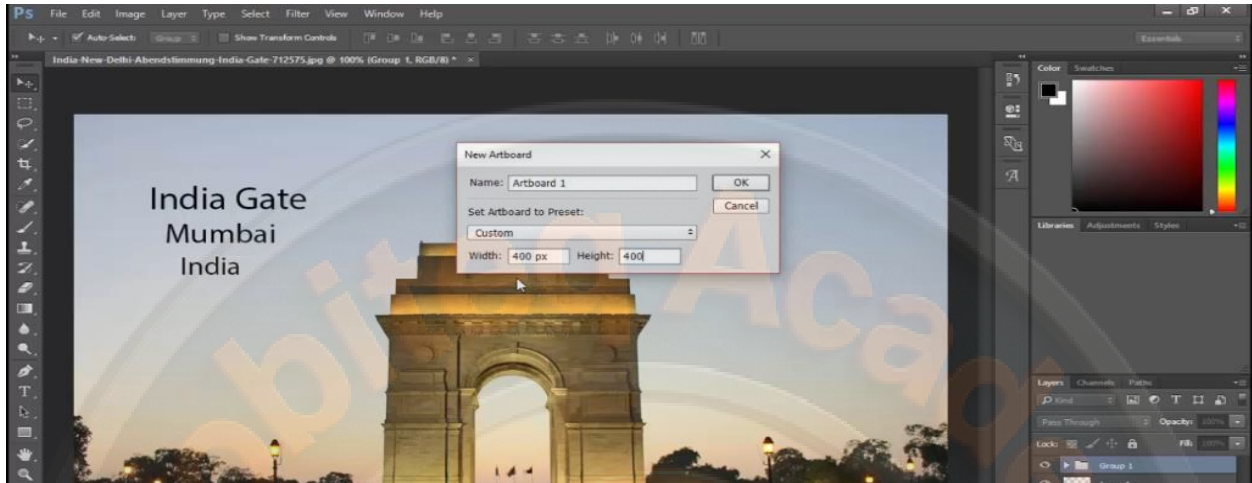 Ps File Edit Image Layer Type Select Filter View Window Help
Auto-Select: Group Show Transform Controls Essentials
India-New-Delhi-Abendstimmung-India-Gate-712575.jpg @ 100% (Group 1, RGB/8) * ×
Color Swatches
New Artboard
Name: Artboard 1 OK
Set Artboard to Preset: Cancel
Custom
Width: 400 px Height: 400
India Gate
Mumbai
India
Libraries Adjustments Styles
Layers Channels Paths
Kind
Pass Through Opacity: 100%
Lock: Fill: 100%
Group 1